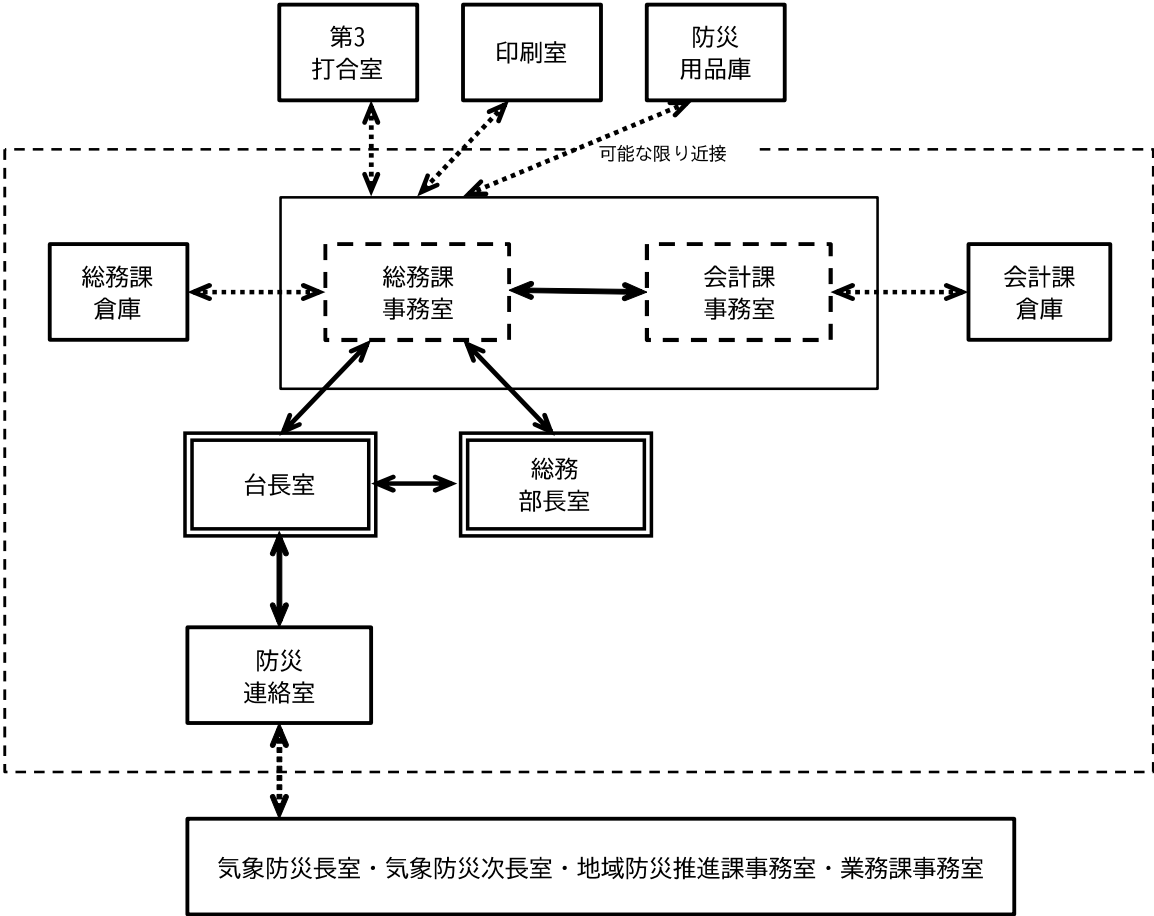 第3
打合室
印刷室
防災
用品庫
可能な限り近接
総務課
倉庫
総務課
事務室
会計課
事務室
会計課
倉庫
台長室
総務
部長室
防災
連絡室
気象防災長室・気象防災次長室・地域防災推進課事務室・業務課事務室